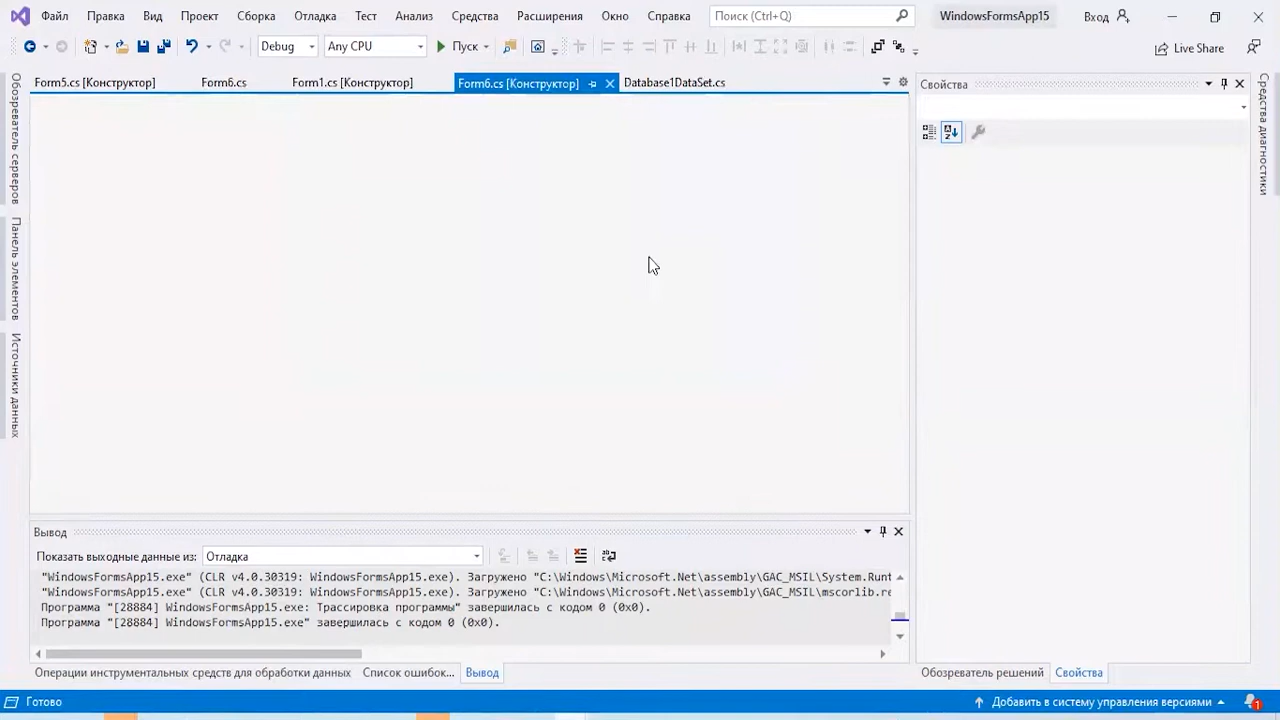 Файл Правка Вид Проект Сборка Отладка Тест Анализ Средства Расширения Окно Справка Поиск (Ctrl+Q) WindowsFormsApp15 Вход
Debug Any CPU Пуск Live Share
Form5.cs [Конструктор] Form6.cs Form1.cs [Конструктор] Form6.cs [Конструктор] Database1DataSet.cs
Свойства
Обозреватель серверов
Панель элементов
Источники данных
Средства диагностики
Вывод
Показать выходные данные из: Отладка
"WindowsFormsApp15.exe" (CLR v4.0.30319: WindowsFormsApp15.exe). Загружено "C:\Windows\Microsoft.Net\assembly\GAC_MSIL\System.Runt
"WindowsFormsApp15.exe" (CLR v4.0.30319: WindowsFormsApp15.exe). Загружено "C:\Windows\Microsoft.Net\assembly\GAC_MSIL\mscorlib.re
Программа "[28884] WindowsFormsApp15.exe: Трассировка программы" завершилась с кодом 0 (0x0).
Программа "[28884] WindowsFormsApp15.exe" завершилась с кодом 0 (0x0).
Операции инструментальных средств для обработки данных Список ошибок... Вывод
Обозреватель решений Свойства
Готово Добавить в систему управления версиями 1